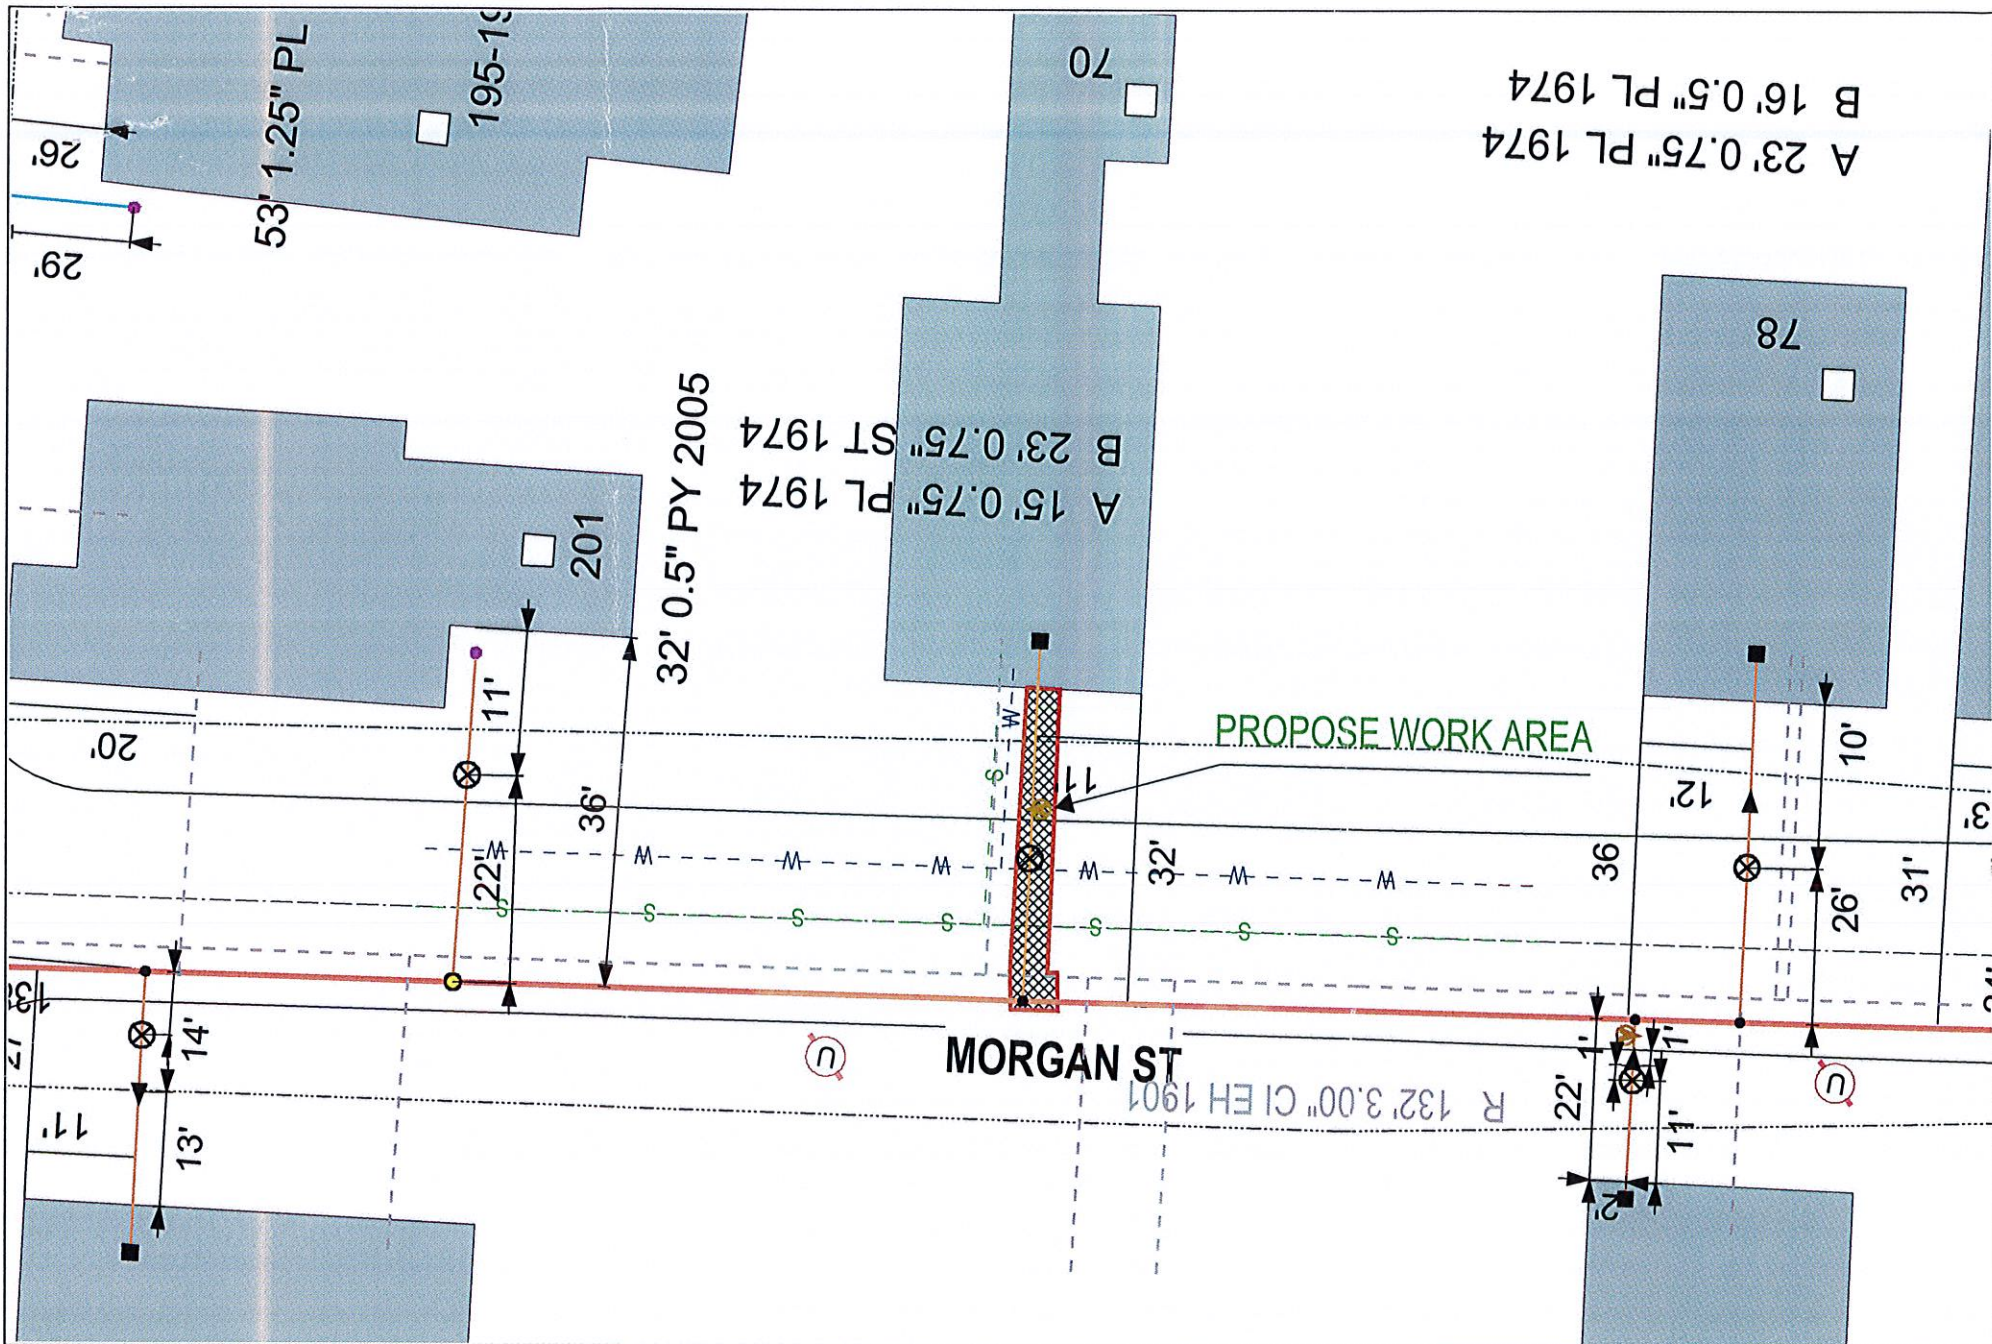 53' 1.25" PL
195-19
70
B 16' 0.5" PL 1974
A 23' 0.75" PL 1974
26'
29'
78
32' 0.5" PY 2005
B 23' 0.75" ST 1974
A 15' 0.75" PL 1974
201
20'
11'
36'
22'
W
S
11'
PROPOSE WORK AREA
12'
10'
3'
W W W W W W W
32'
36
26'
31'
S S S S S S S
14'
13'
11'
U
MORGAN ST
R 132' 3.00" CI EH 1901
22'
1'
1'
11'
2'
U